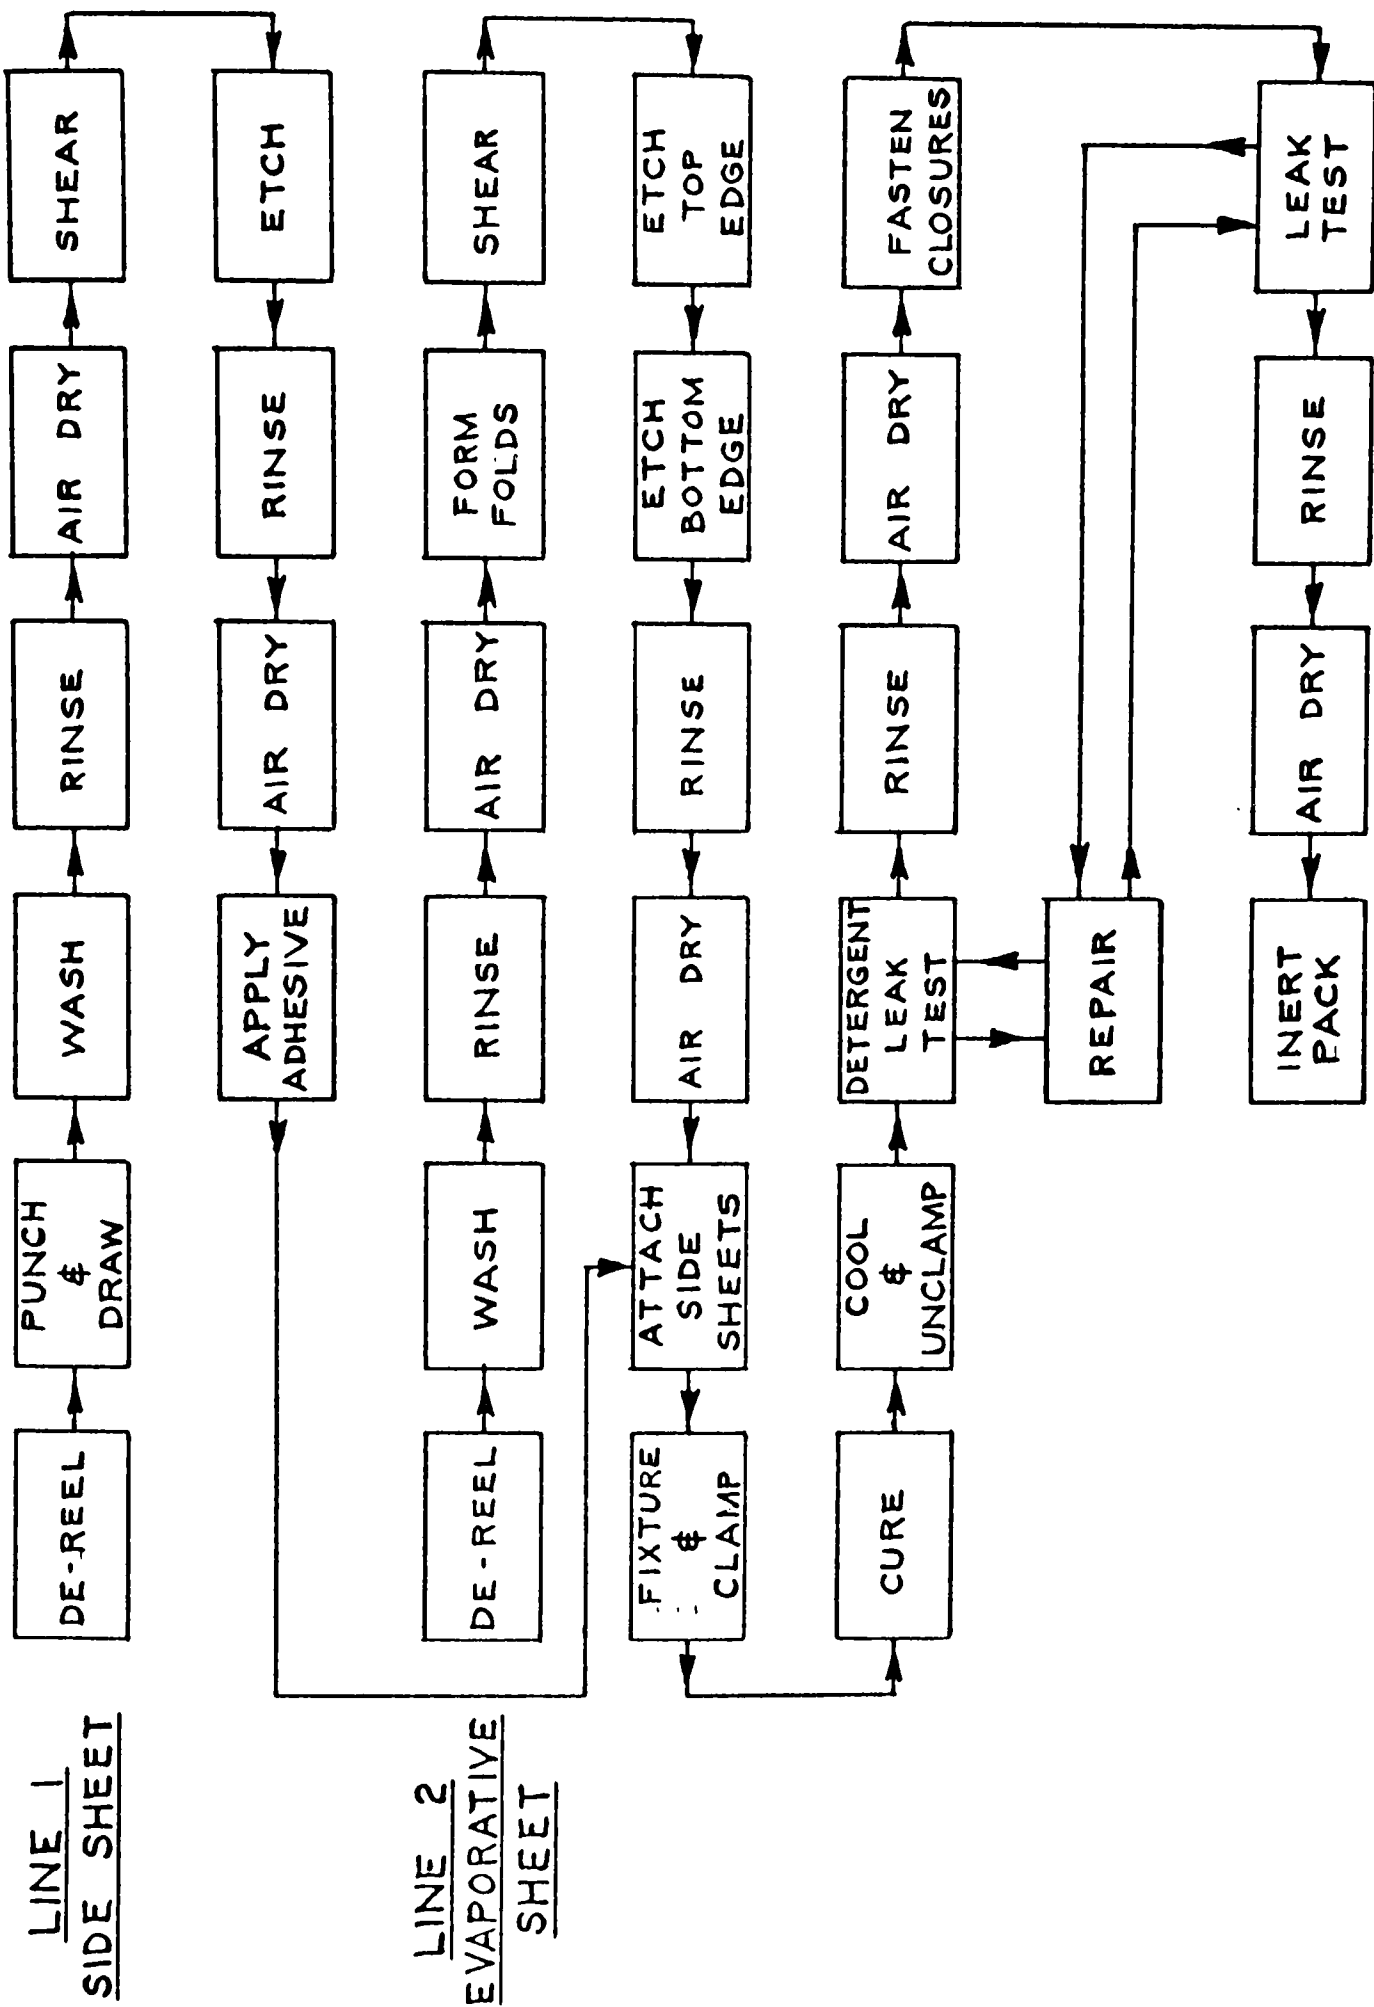 LINE 1
SIDE SHEET
DE-REEL
PUNCH
&
DRAW
WASH
RINSE
AIR DRY
SHEAR
ETCH
RINSE
AIR DRY
APPLY
ADHESIVE
LINE 2
EVAPORATIVE
SHEET
DE-REEL
WASH
RINSE
AIR DRY
FORM
FOLDS
SHEAR
ETCH
TOP
EDGE
ETCH
BOTTOM
EDGE
RINSE
AIR DRY
ATTACH
SIDE
SHEETS
FIXTURE
&
CLAMP
CURE
COOL
&
UNCLAMP
DETERGENT
LEAK
TEST
REPAIR
RINSE
AIR DRY
FASTEN
CLOSURES
LEAK
TEST
RINSE
AIR DRY
INERT
PACK